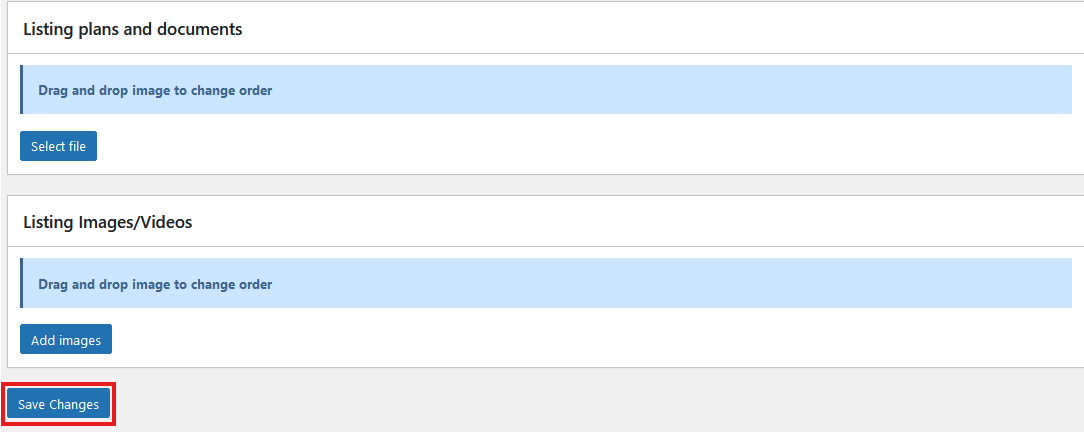 Listing plans and documents
Drag and drop image to change order
Select file
Listing Images/Videos
Drag and drop image to change order
Add images
Save Changes